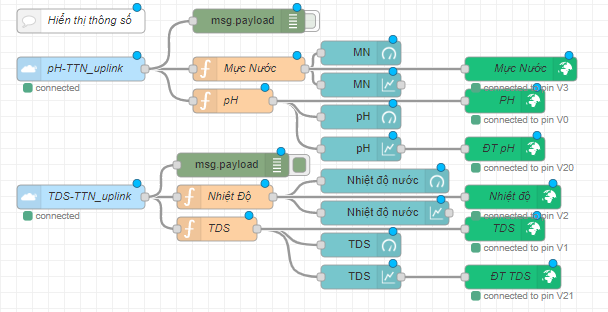 Hiển thị thông số
msg.payload
pH-TTN_uplink
connected
Mực Nước
pH
MN
MN
pH
pH
Mực Nước
connected to pin V3
PH
connected to pin V0
ĐT pH
connected to pin V20
msg.payload
TDS-TTN_uplink
connected
Nhiệt Độ
TDS
Nhiệt độ nước
Nhiệt độ nước
TDS
TDS
Nhiệt độ
connected to pin V2
TDS
connected to pin V1
ĐT TDS
connected to pin V21